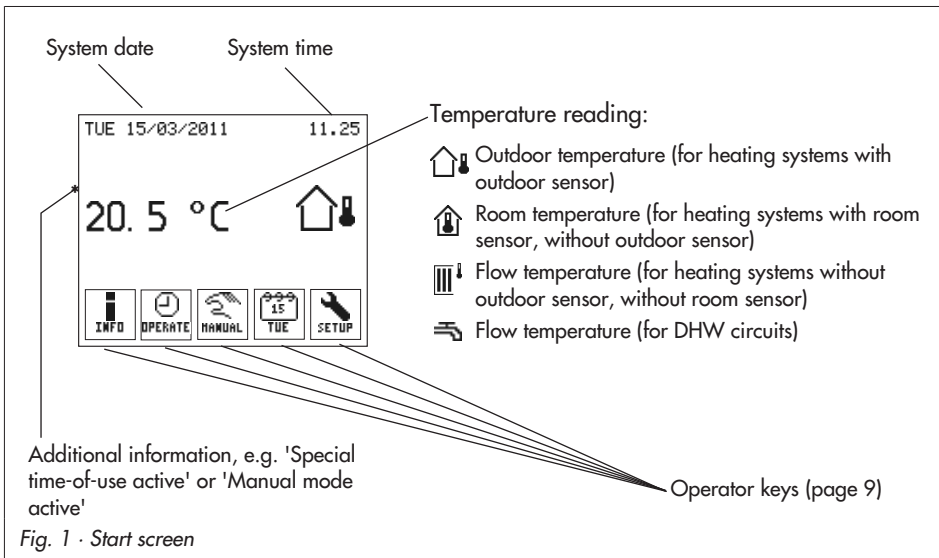 System date
System time
TUE 15/03/2011 11.25
*
20.5 °C
INFO
OPERATE
MANUAL
15
TUE
SETUP
Temperature reading:
Outdoor temperature (for heating systems with
outdoor sensor)
Room temperature (for heating systems with room
sensor, without outdoor sensor)
Flow temperature (for heating systems without
outdoor sensor, without room sensor)
Flow temperature (for DHW circuits)
Additional information, e.g. 'Special
time-of-use active' or 'Manual mode
active'
Operator keys (page 9)
Fig. 1 · Start screen